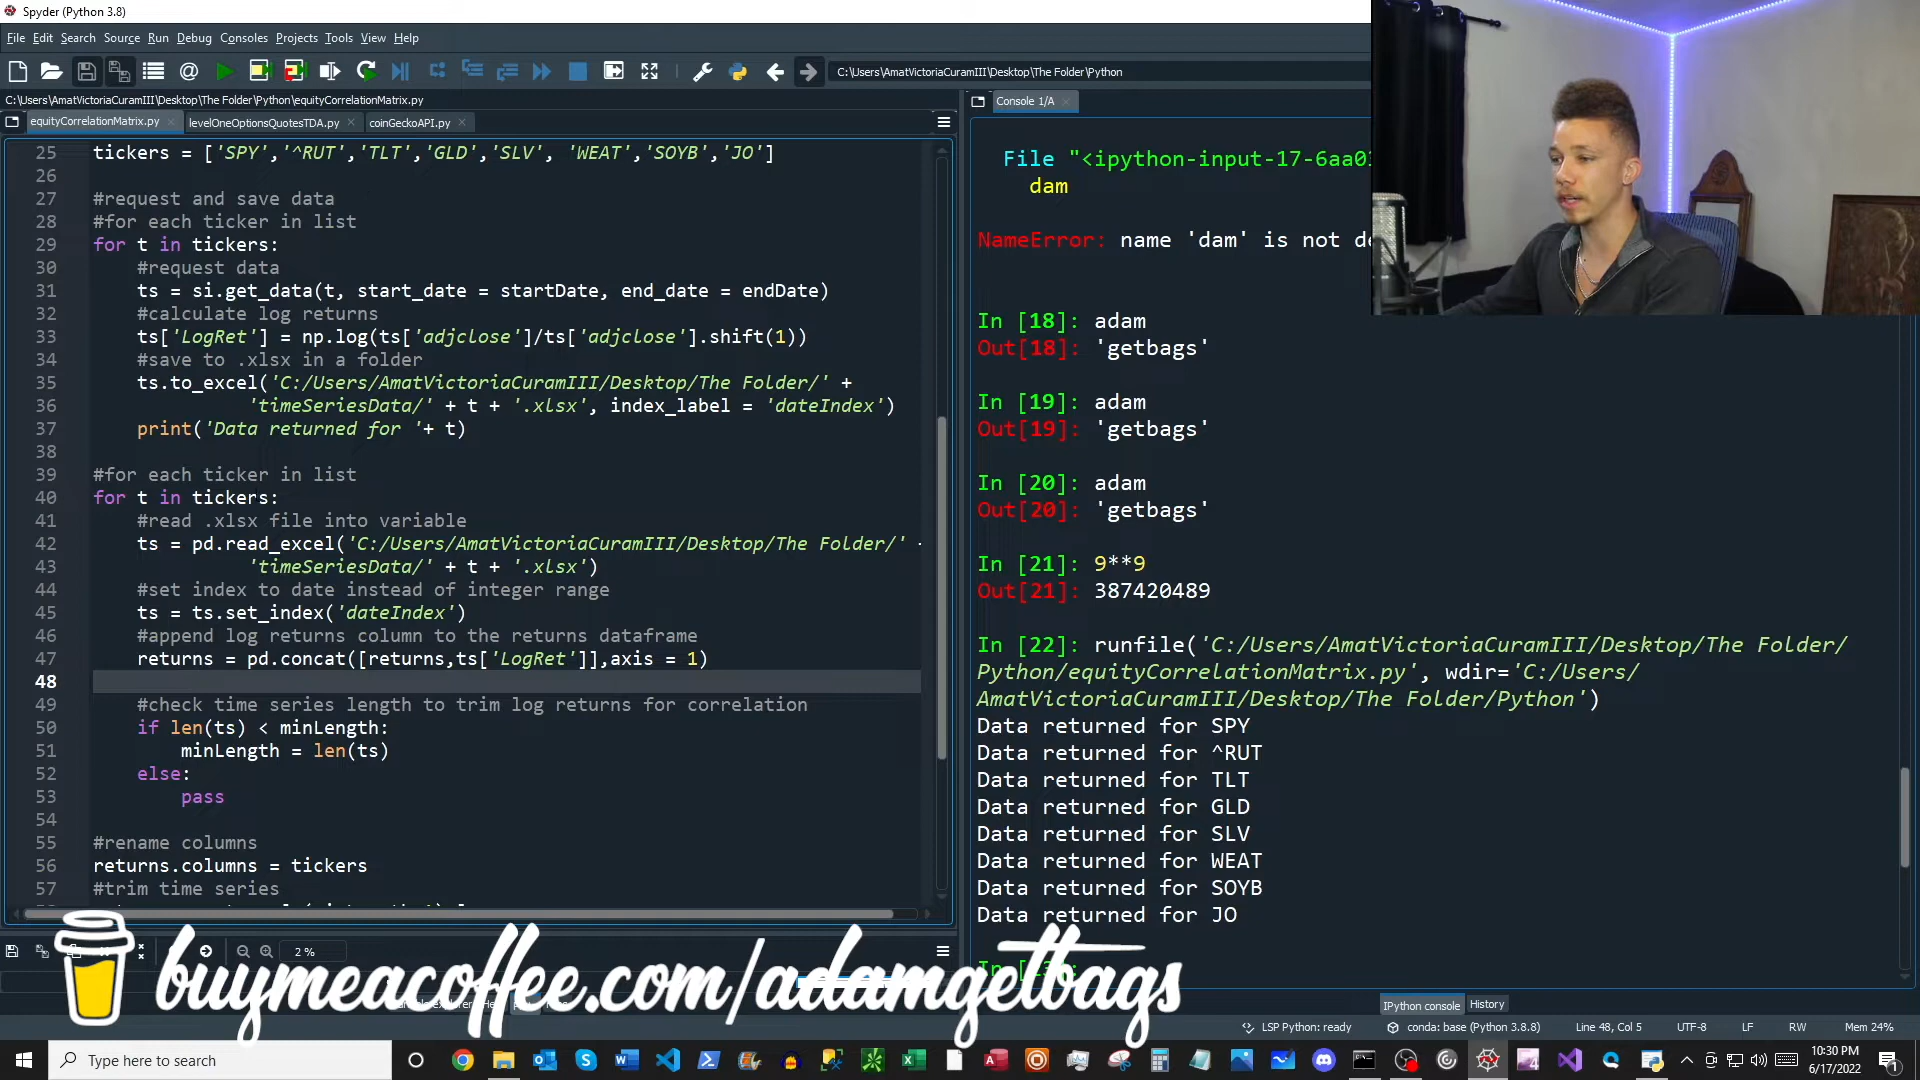 Spyder (Python 3.8)
File Edit Search Source Run Debug Consoles Projects Tools View Help
C:\Users\AmatVictoriaCuramIII\Desktop\The Folder\Python
C:\Users\AmatVictoriaCuramIII\Desktop\The Folder\Python\equityCorrelationMatrix.py
equityCorrelationMatrix.py levelOneOptionsQuotesTDA.py coinGeckoAPI.py
25 tickers = ['SPY','^RUT','TLT','GLD','SLV', 'WEAT','SOYB','JO']
26
27 #request and save data
28 #for each ticker in list
29 for t in tickers:
30 #request data
31 ts = si.get_data(t, start_date = startDate, end_date = endDate)
32 #calculate log returns
33 ts['LogRet'] = np.log(ts['adjclose']/ts['adjclose'].shift(1))
34 #save to .xlsx in a folder
35 ts.to_excel('C:/Users/AmatVictoriaCuramIII/Desktop/The Folder/' +
36 'timeSeriesData/' + t + '.xlsx', index_label = 'dateIndex')
37 print('Data returned for '+ t)
38
39 #for each ticker in list
40 for t in tickers:
41 #read .xlsx file into variable
42 ts = pd.read_excel('C:/Users/AmatVictoriaCuramIII/Desktop/The Folder/' +
43 'timeSeriesData/' + t + '.xlsx')
44 #set index to date instead of integer range
45 ts = ts.set_index('dateIndex')
46 #append log returns column to the returns dataframe
47 returns = pd.concat([returns,ts['LogRet']],axis = 1)
48
49 #check time series length to trim log returns for correlation
50 if len(ts) < minLength:
51 minLength = len(ts)
52 else:
53 pass
54
55 #rename columns
56 returns.columns = tickers
57 #trim time series
2 %
Console 1/A
File "<ipython-input-17-6aa0
dam
NameError: name 'dam' is not de
In [18]: adam
Out[18]: 'getbags'
In [19]: adam
Out[19]: 'getbags'
In [20]: adam
Out[20]: 'getbags'
In [21]: 9**9
Out[21]: 387420489
In [22]: runfile('C:/Users/AmatVictoriaCuramIII/Desktop/The Folder/
Python/equityCorrelationMatrix.py', wdir='C:/Users/
AmatVictoriaCuramIII/Desktop/The Folder/Python')
Data returned for SPY
Data returned for ^RUT
Data returned for TLT
Data returned for GLD
Data returned for SLV
Data returned for WEAT
Data returned for SOYB
Data returned for JO
buymeacoffee.com/adamgetbags
IPython console History
LSP Python: ready conda: base (Python 3.8.8) Line 48, Col 5 UTF-8 LF RW Mem 24%
Type here to search
10:30 PM
6/17/2022